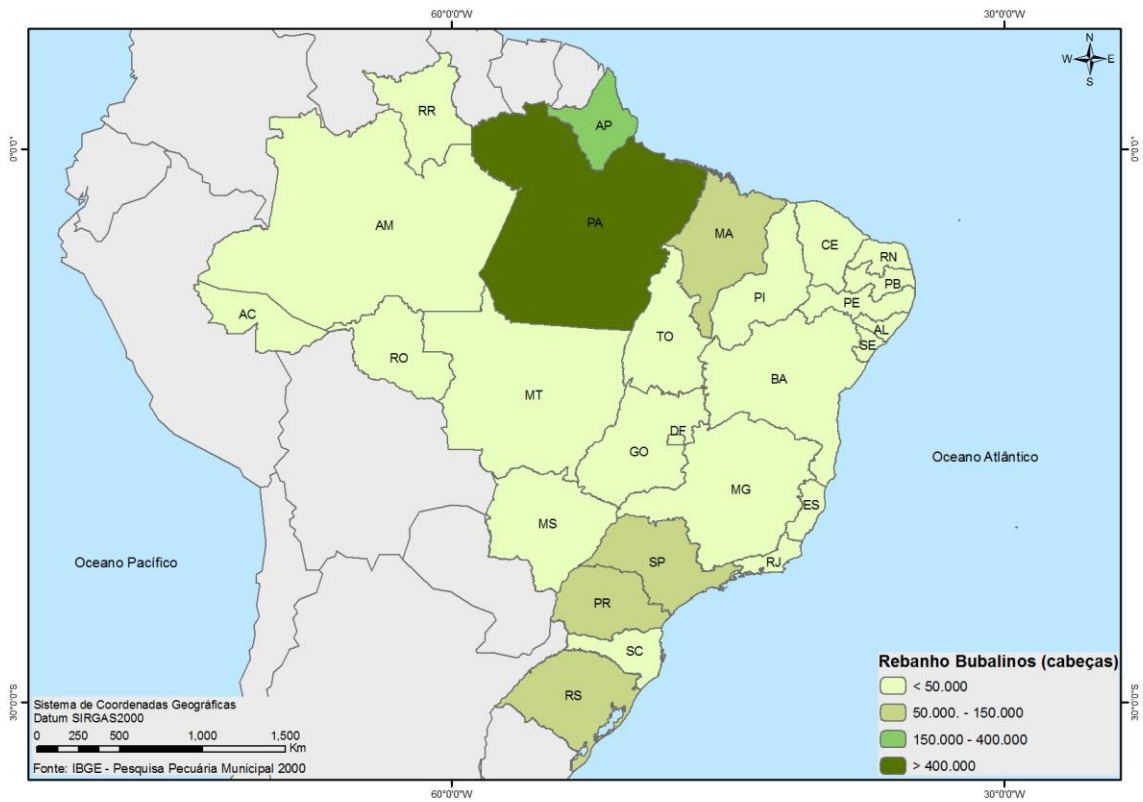 60°0'0"W
30°0'0"W
N
W E
S
RR
AP
0°0'0"
0°0'0"
AM
PA
MA
CE
RN
PB
PI
PE
AC
AL
TO
SE
RO
BA
MT
DF
GO
Oceano Atlântico
MG
ES
MS
Oceano Pacífico
SP
RJ
PR
SC
RS
Rebanho Bubalinos (cabeças)
< 50.000
50.000. - 150.000
150.000 - 400.000
> 400.000
30°0'0"S
30°0'0"S
Sistema de Coordenadas Geográficas
Datum SIRGAS2000
0 250 500 1,000 1,500
Km
Fonte: IBGE - Pesquisa Pecuária Municipal 2000
60°0'0"W
30°0'0"W